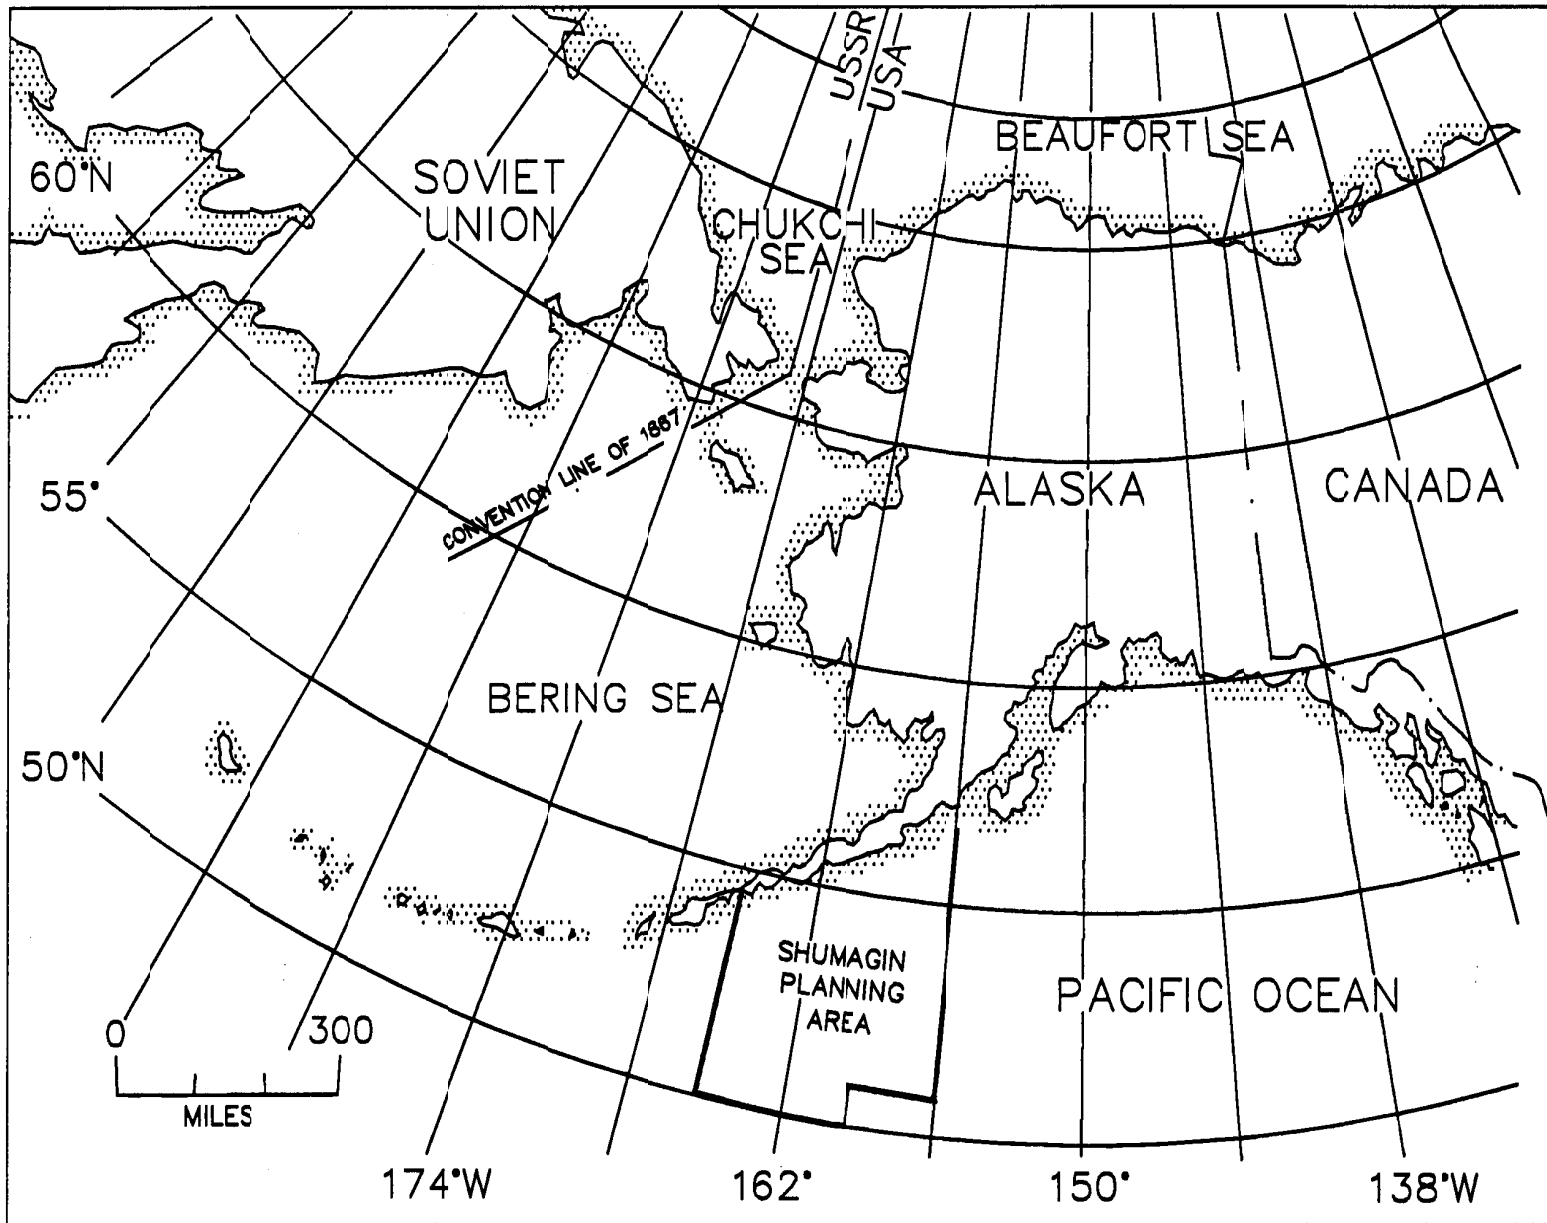 USSR
USA
BEAUFORT SEA
60°N
SOVIET
UNION
CHUKCHI
SEA
CONVENTION LINE OF 1867
55°
ALASKA
CANADA
BERING SEA
50°N
SHUMAGIN
PLANNING
AREA
PACIFIC OCEAN
0 300
MILES
174°W 162° 150° 138°W